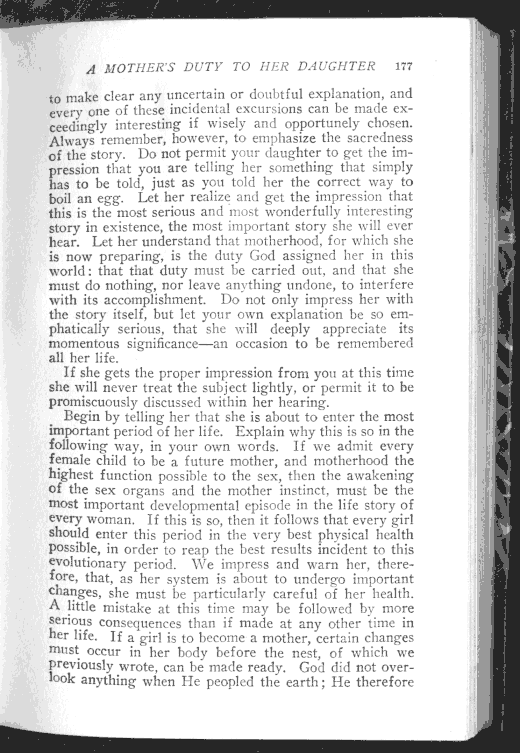 A MOTHER'S DUTY TO HER DAUGHTER 177
to make clear any uncertain or doubtful explanation, and
every one of these incidental excursions can be made ex-
ceedingly interesting if wisely and opportunely chosen.
Always remember, however, to emphasize the sacredness
of the story. Do not permit your daughter to get the im-
pression that you are telling her something that simply
has to be told, just as you told her the correct way to
boil an egg. Let her realize and get the impression that
this is the most serious and most wonderfully interesting
story in existence, the most important story she will ever
hear. Let her understand that motherhood, for which she
is now preparing, is the duty God assigned her in this
world: that that duty must be carried out, and that she
must do nothing, nor leave anything undone, to interfere
with its accomplishment. Do not only impress her with
the story itself, but let your own explanation be so em-
phatically serious, that she will deeply appreciate its
momentous significance—an occasion to be remembered
all her life.
If she gets the proper impression from you at this time
she will never treat the subject lightly, or permit it to be
promiscuously discussed within her hearing.
Begin by telling her that she is about to enter the most
important period of her life. Explain why this is so in the
following way, in your own words. If we admit every
female child to be a future mother, and motherhood the
highest function possible to the sex, then the awakening
of the sex organs and the mother instinct, must be the
most important developmental episode in the life story of
every woman. If this is so, then it follows that every girl
should enter this period in the very best physical health
possible, in order to reap the best results incident to this
evolutionary period. We impress and warn her, there-
fore, that, as her system is about to undergo important
changes, she must be particularly careful of her health.
A little mistake at this time may be followed by more
serious consequences than if made at any other time in
her life. If a girl is to become a mother, certain changes
must occur in her body before the nest, of which we
previously wrote, can be made ready. God did not over-
look anything when He peopled the earth; He therefore